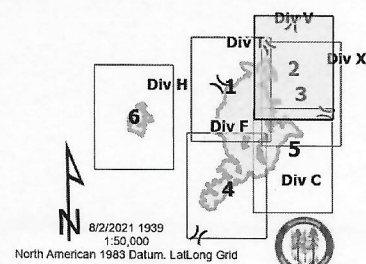 Div V
Div T
Div X
2
Div H
1
3
6
Div F
5
4
Div C
N
8/2/2021 1939
1:50,000
North American 1983 Datum. LatLong Grid